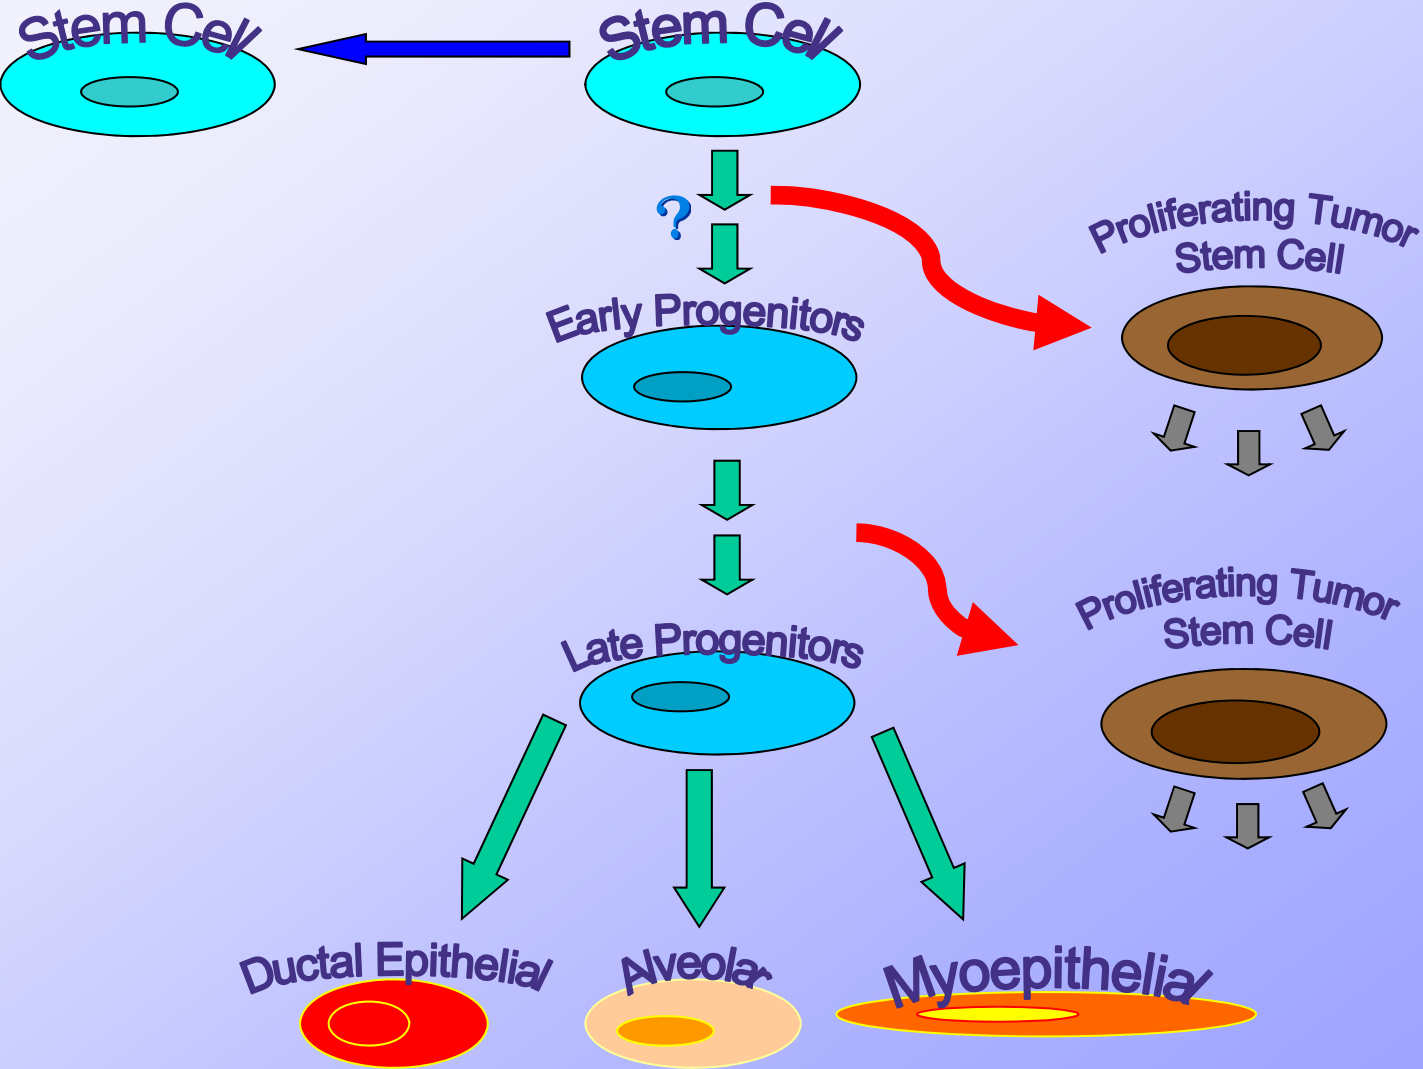 Stem Cell
Stem Cell
?
Proliferating Tumor
Stem Cell
Early Progenitors
Proliferating Tumor
Stem Cell
Late Progenitors
Ductal Epithelial
Alveolar
Myoepithelial